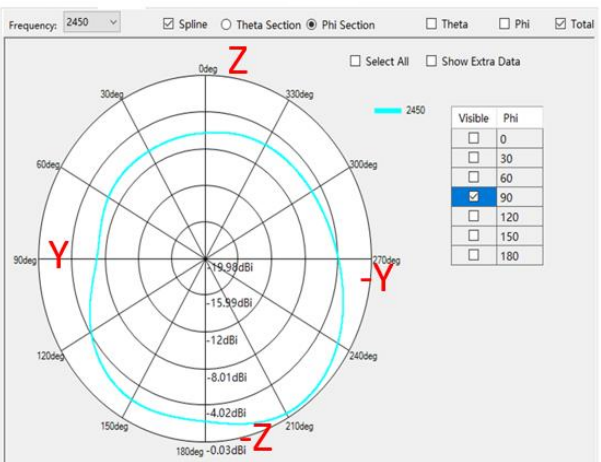 Frequency: 2450 Spline Theta Section Phi Section Theta Phi Total
Select All Show Extra Data
0deg Z
30deg 330deg
2450
Visible Phi
0
30
60
90
120
150
180
60deg 300deg
90deg Y 270deg
-Y
-19.98dBi
-15.99dBi
-12dBi
120deg 240deg
-8.01dBi
-4.02dBi
150deg 210deg
-Z
180deg -0.03dBi